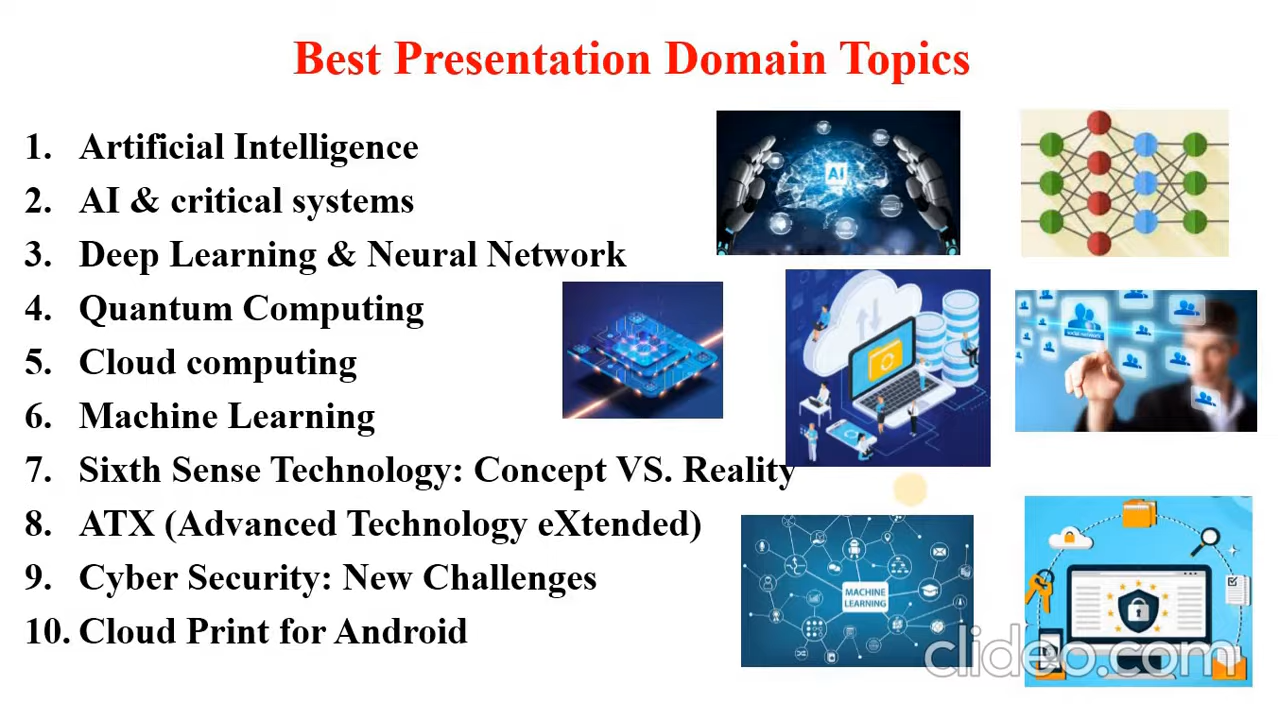 Best Presentation Domain Topics
1. Artificial Intelligence
2. AI & critical systems
3. Deep Learning & Neural Network
4. Quantum Computing
5. Cloud computing
6. Machine Learning
7. Sixth Sense Technology: Concept VS. Reality
8. ATX (Advanced Technology eXtended)
9. Cyber Security: New Challenges
10. Cloud Print for Android
AI
MACHINE
LEARNING
clideo.com